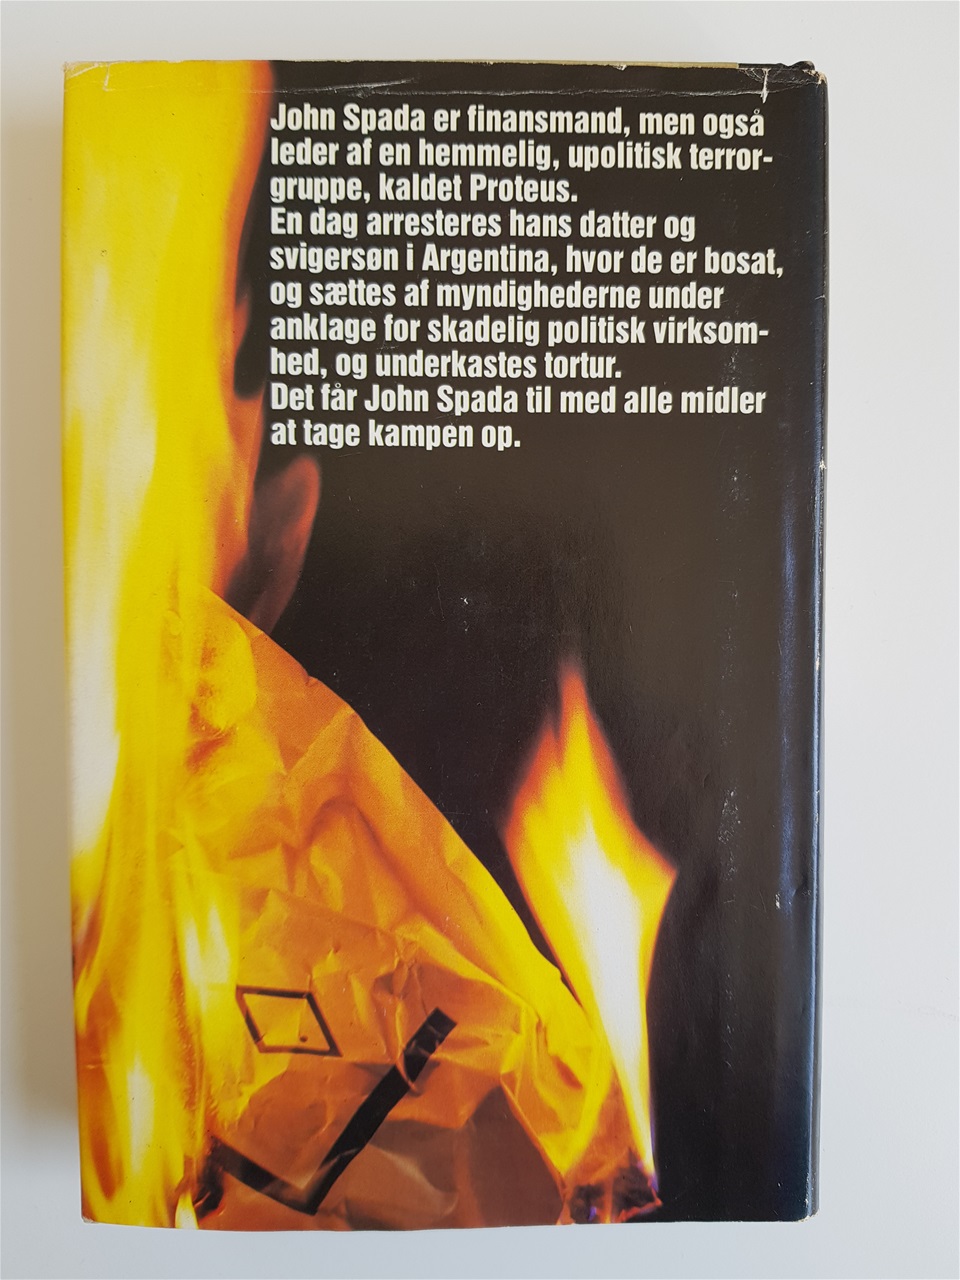 John Spada er finansmand, men også
leder af en hemmelig, upolitisk terror-
gruppe, kaldet Proteus.
En dag arresteres hans datter og
svigersøn i Argentina, hvor de er bosat,
og sættes af myndighederne under
anklage for skadelig politisk virksom-
hed, og underkastes tortur.
Det får John Spada til med alle midler
at tage kampen op.